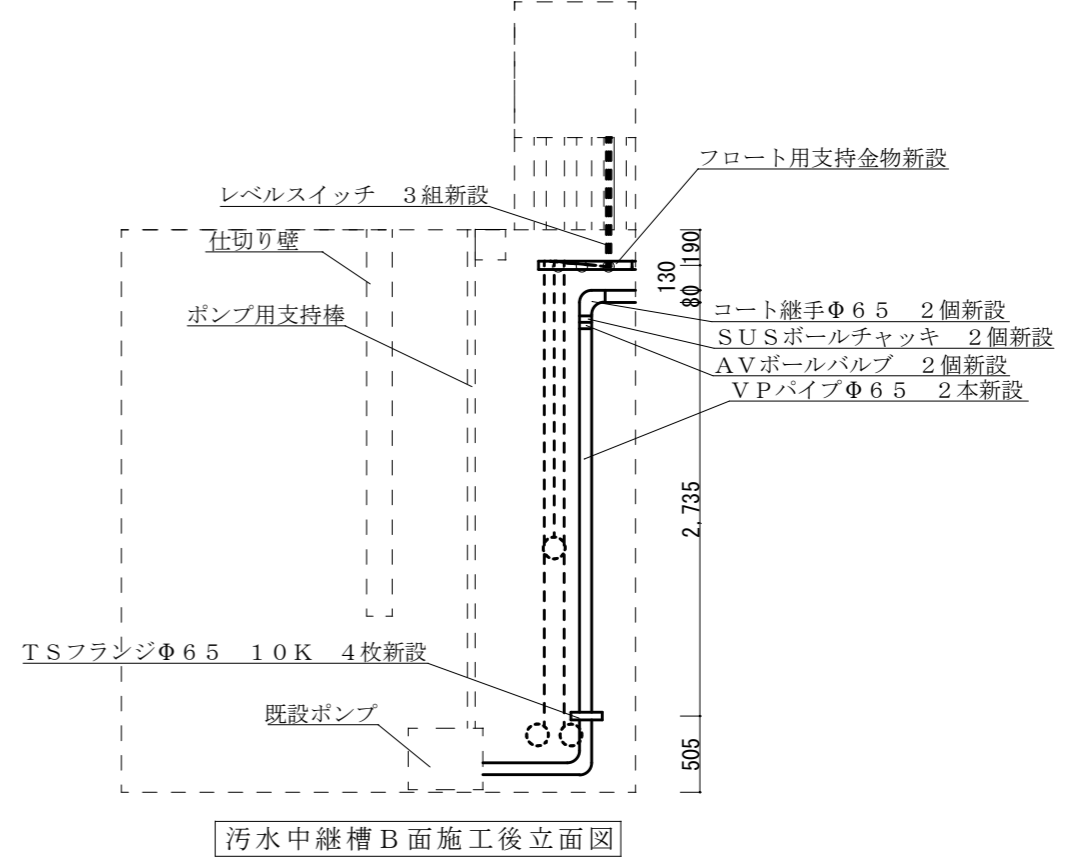 フロート用支持金物新設
レベルスイッチ　３組新設
仕切り壁
190
130
80
ポンプ用支持棒
コート継手Φ６５　２個新設
ＳＵＳボールチャッキ　２個新設
ＡＶボールバルブ　２個新設
ＶＰパイプΦ６５　２本新設
2,735
ＴＳフランジΦ６５　１０Ｋ　４枚新設
既設ポンプ
505
汚水中継槽Ｂ面施工後立面図